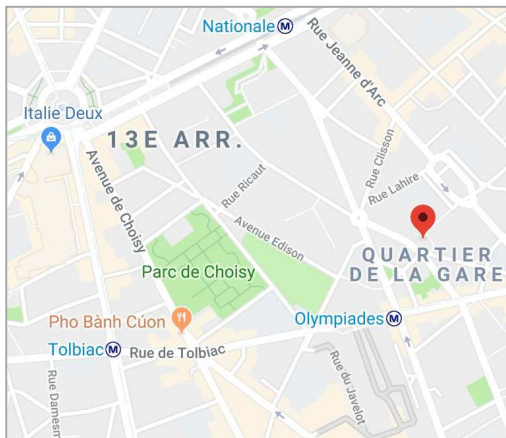 Nationale
Rue Jeanne d'Arc
Italie Deux
13E ARR.
Rue Clisson
Avenue de Choisy
Rue Ricaut
Rue Lahire
Avenue Edison
QUARTIER
DE LA GARE
Parc de Choisy
Pho Bành Cúon
Olympiades
Tolbiac
Rue de Tolbiac
Rue du Javelot
Rue Damesm